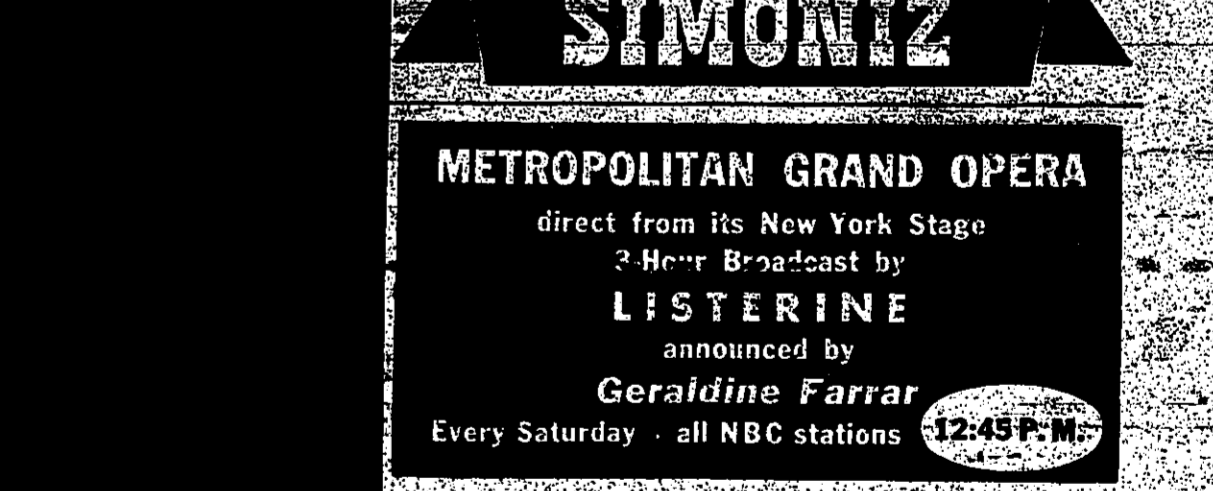 SIMONIZ
METROPOLITAN GRAND OPERA
direct from its New York Stage
3-Hour Broadcast by
LISTERINE
announced by
Geraldine Farrar
Every Saturday · all NBC stations 12:45 P.M.